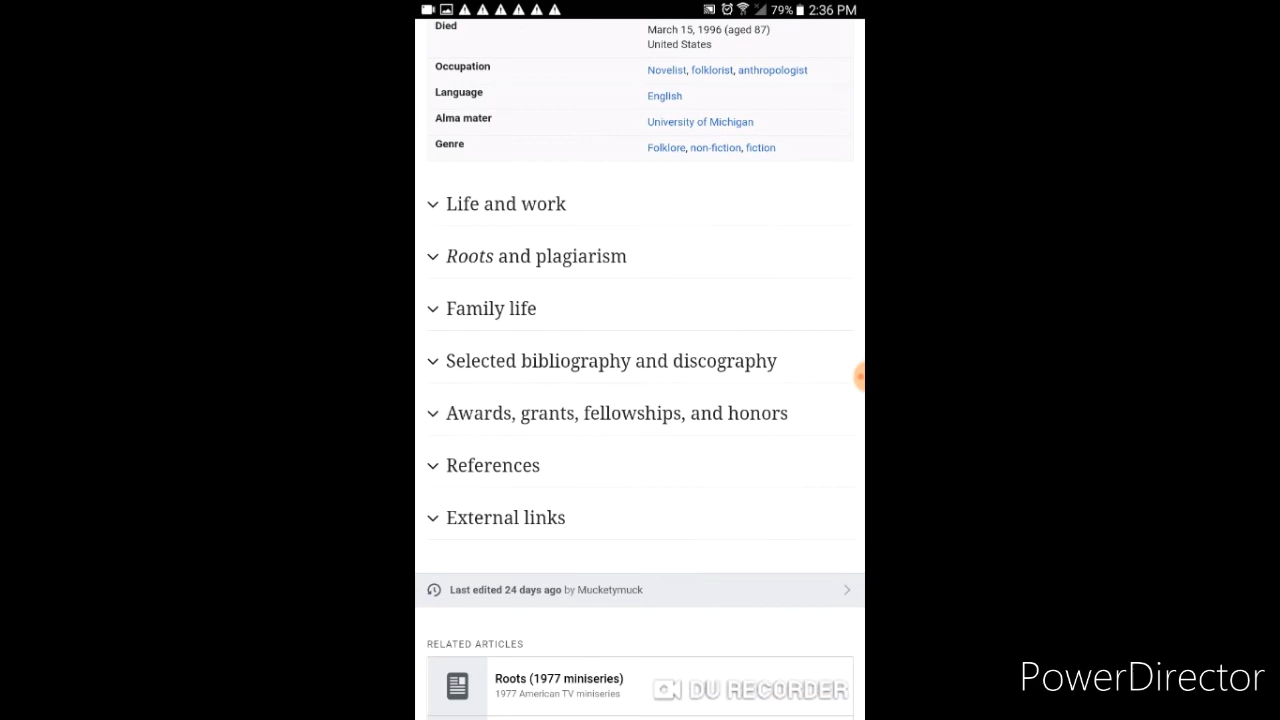 79% 2:36 PM
Died
March 15, 1996 (aged 87)
United States
Occupation
Novelist, folklorist, anthropologist
Language
English
Alma mater
University of Michigan
Genre
Folklore, non-fiction, fiction
Life and work
Roots and plagiarism
Family life
Selected bibliography and discography
Awards, grants, fellowships, and honors
References
External links
Last edited 24 days ago by Mucketymuck
RELATED ARTICLES
Roots (1977 miniseries)
1977 American TV miniseries
DU RECORDER
PowerDirector